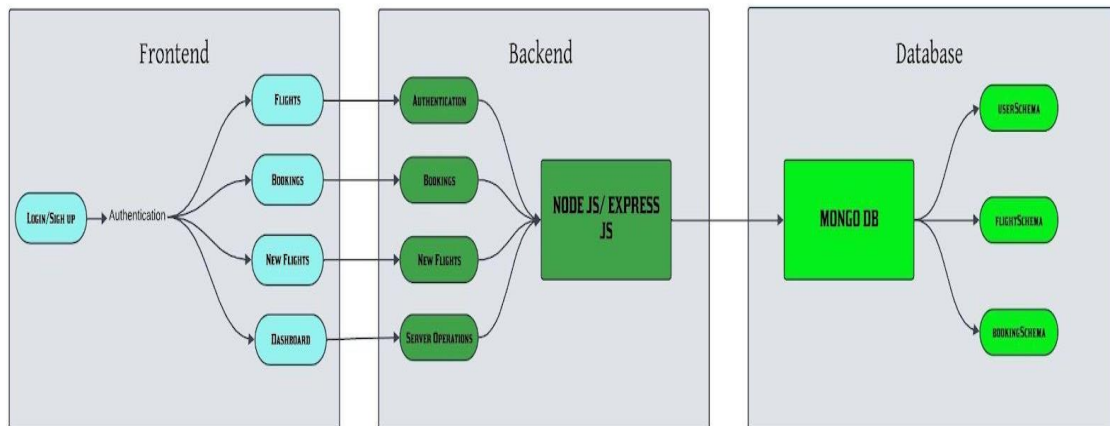 Frontend
Backend
Database
Login/Sigh up
Authentication
Flights
Bookings
New Flights
Dashboard
Authentication
Bookings
New Flights
Server Operations
NODE JS/ EXPRESS
JS
MONGO DB
userSchema
flightSchema
bookingSchema